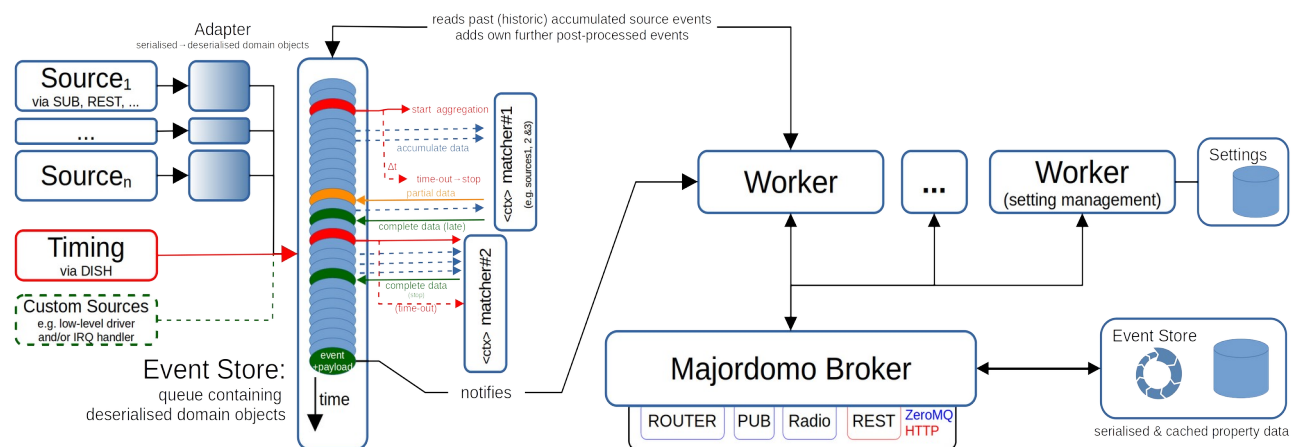 reads past (historic) accumulated source events
adds own further post-processed events
Adapter
serialised→deserialised domain objects
Source1
via SUB, REST, ...
...
Sourcen
Timing
via DISH
Custom Sources
e.g. low-level driver
and/or IRQ handler
Event Store:
queue containing
deserialised domain objects
start aggregation
accumulate data
Δt
time-out→stop
partial data
complete data (late)
<ctx> matcher#1
(e.g. sources1, 2 &3)
complete data
(stop)
(time-out)
<ctx> matcher#2
event
+payload
time
notifies
Worker
...
Worker
(setting management)
Settings
Majordomo Broker
ROUTER
PUB
Radio
REST
ZeroMQ
HTTP
Event Store
serialised & cached property data